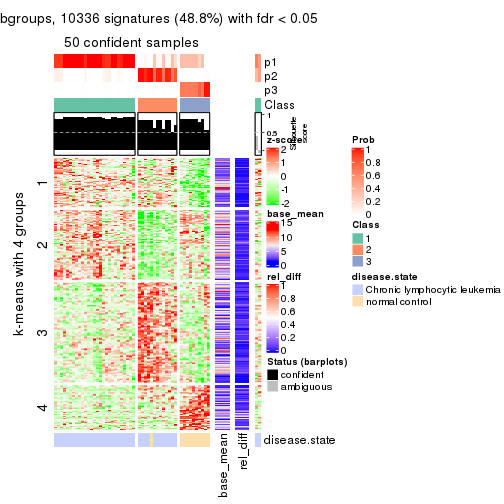 bgroups, 10336 signatures (48.8%) with fdr < 0.05
50 confident samples
p1
p2
p3
Class
1
0.5
0
Silhouette
score
z-score
2
1
0
-1
-2
base_mean
15
10
5
0
rel_diff
1
0.8
0.6
0.4
0.2
0
Status (barplots)
confident
ambiguous
Prob
1
0.8
0.6
0.4
0.2
0
Class
1
2
3
disease.state
Chronic lymphocytic leukemia
normal control
k-means with 4 groups
1
2
3
4
disease.state
base_mean
rel_diff